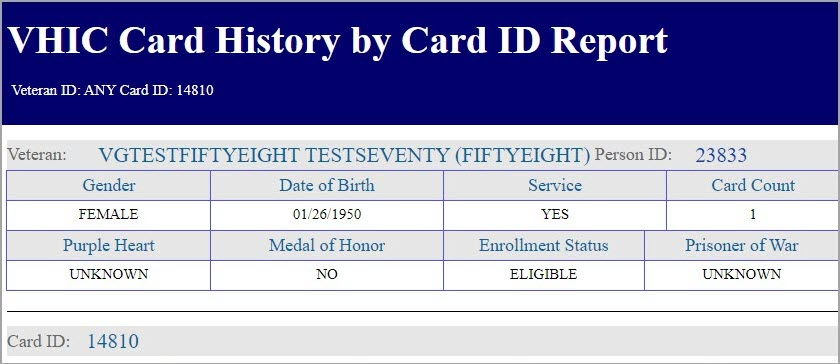 VHIC Card History by Card ID Report
Veteran ID: ANY Card ID: 14810
Veteran: VGTESTFIFTYEIGHT TESTSEVENTY (FIFTYEIGHT) Person ID: 23833
Gender Date of Birth Service Card Count
FEMALE 01/26/1950 YES 1
Purple Heart Medal of Honor Enrollment Status Prisoner of War
UNKNOWN NO ELIGIBLE UNKNOWN
Card ID: 14810